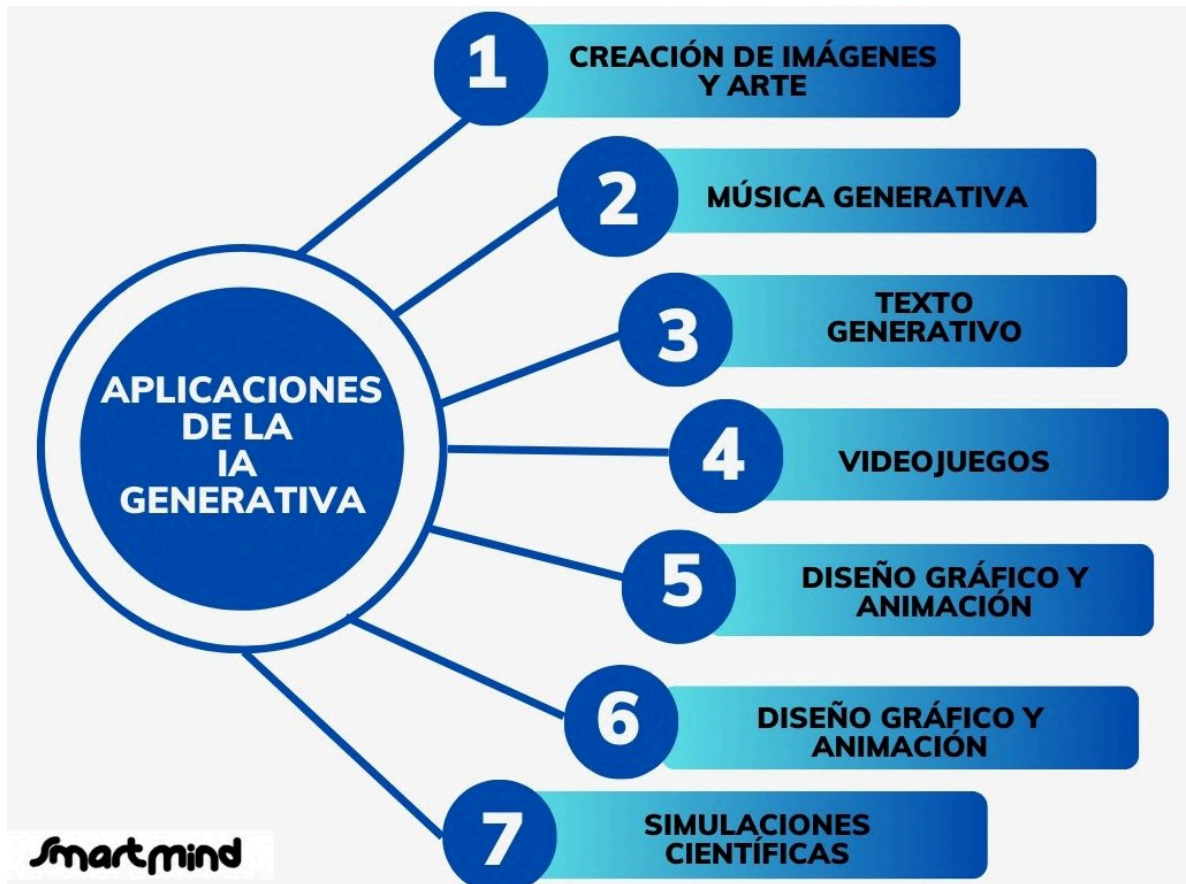 APLICACIONES
DE LA
IA
GENERATIVA
1
CREACIÓN DE IMÁGENES
Y ARTE
2
MÚSICA GENERATIVA
3
TEXTO
GENERATIVO
4
VIDEOJUEGOS
5
DISEÑO GRÁFICO Y
ANIMACIÓN
6
DISEÑO GRÁFICO Y
ANIMACIÓN
7
SIMULACIONES
CIENTÍFICAS
smartmind